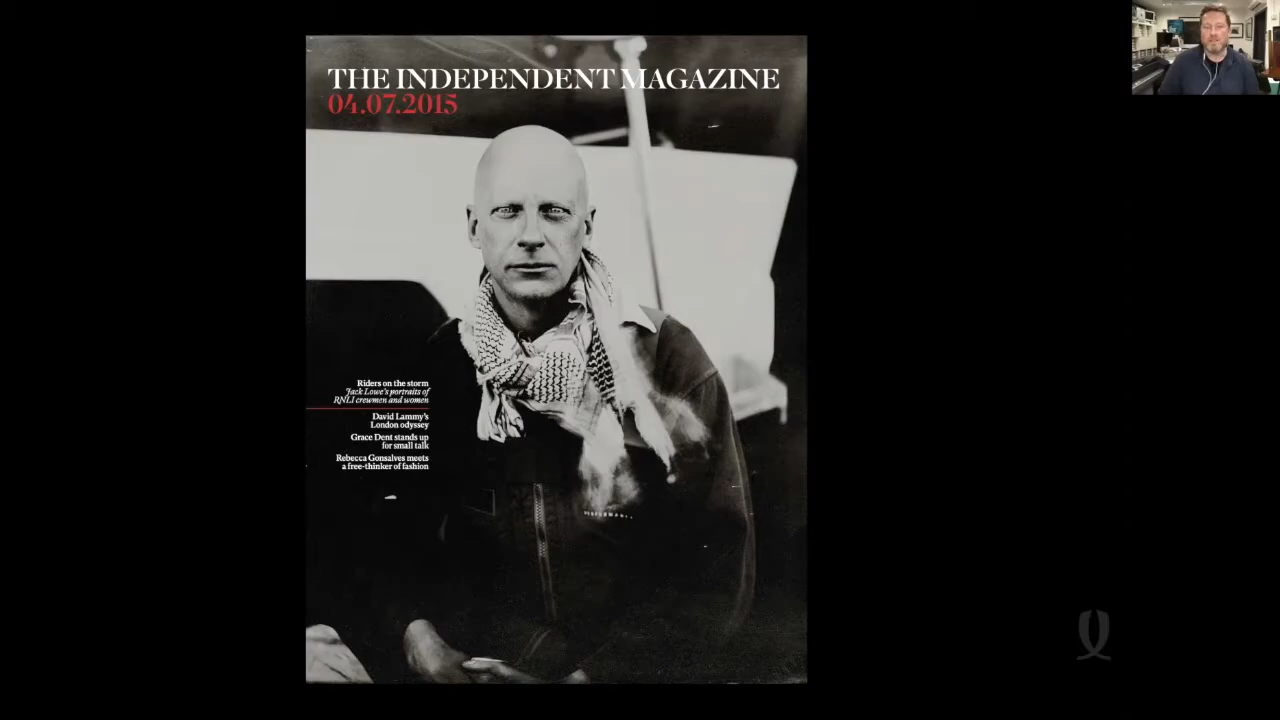 THE INDEPENDENT MAGAZINE
04.07.2015
Riders on the storm
Jack Lowe's portraits of
RNLI crewmen and women
David Lammy's
London odyssey
Grace Dent stands up
for small talk
Rebecca Gonsalves meets
a free-thinker of fashion